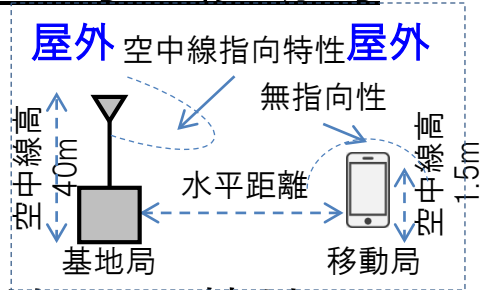 屋外 空中線指向特性 屋外
無指向性
空中線高
40m
水平距離
空中線高
1.5m
基地局
移動局